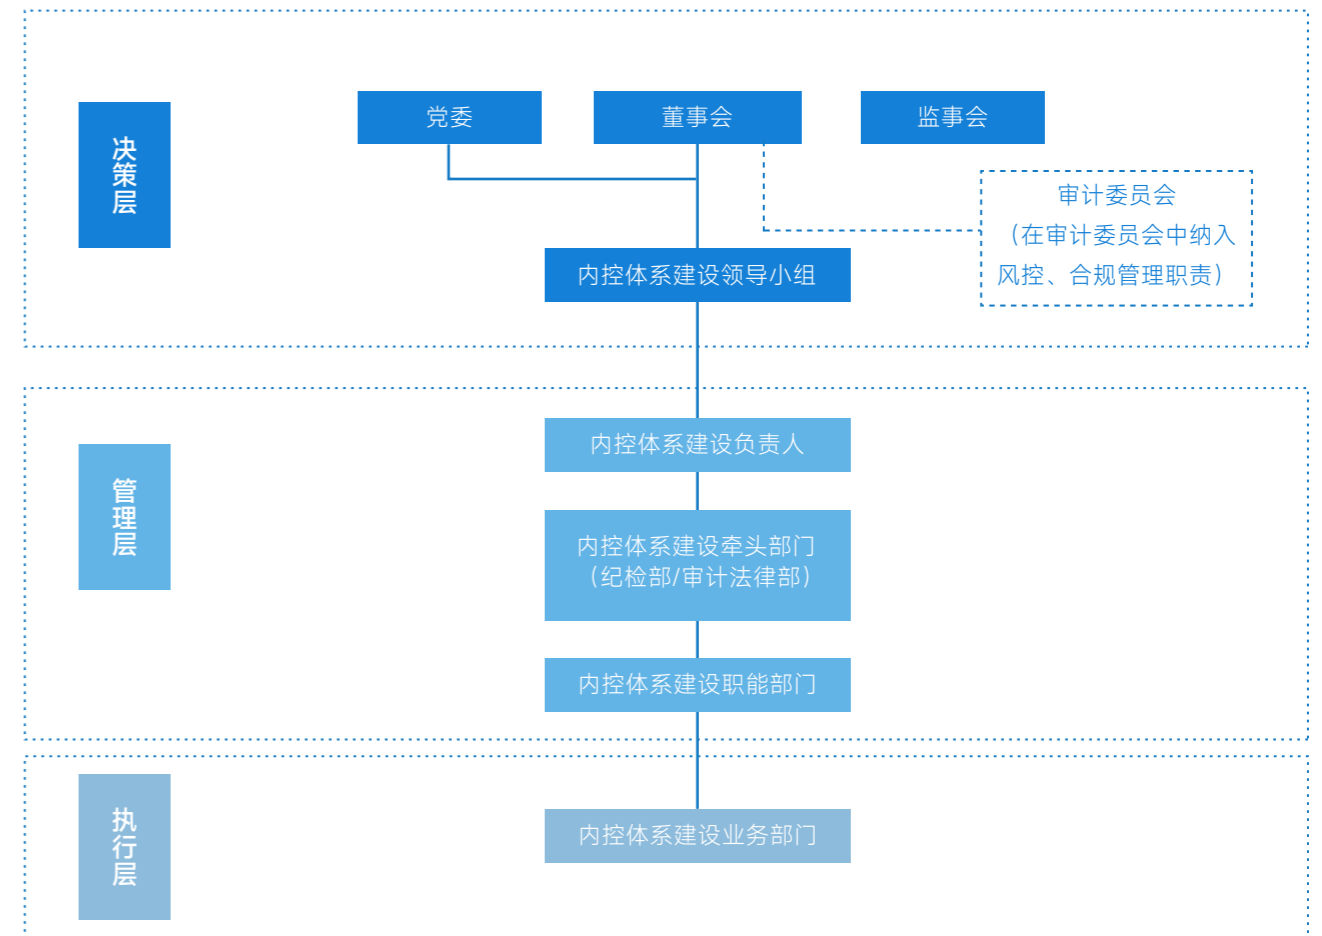 党委
董事会
监事会
决策层
审计委员会
（在审计委员会中纳入
风控、合规管理职责）
内控体系建设领导小组
内控体系建设负责人
管理层
内控体系建设牵头部门
（纪检部/审计法律部）
内控体系建设职能部门
执行层
内控体系建设业务部门